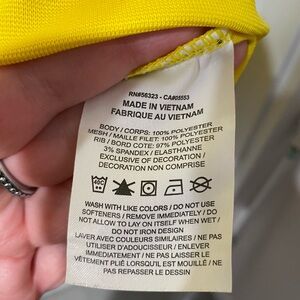 RN#56323 - CA#05553
MADE IN VIETNAM
FABRIQUE AU VIETNAM
BODY / CORPS: 100% POLYESTER
MESH / MAILLE FILET: 100% POLYESTER
RIB / BORD COTE: 97% POLYESTER
3% SPANDEX / ELASTHANNE
EXCLUSIVE OF DECORATION /
DECORATION NON COMPRISE
WASH WITH LIKE COLORS / DO NOT USE
SOFTENERS / REMOVE IMMEDIATELY / DO
NOT ALLOW TO LAY ON ITSELF WHEN WET /
DO NOT IRON DESIGN
LAVER AVEC COULEURS SIMILAIRES / NE PAS
UTILISER D'ADOUCISSEUR / ENLEVER
IMMÉDIATEMENT / NE PAS LAISSER LE
VÊTEMENT PLIÉ LORSQU'IL EST MOUILLÉ / NE
PAS REPASSER LE DESSIN